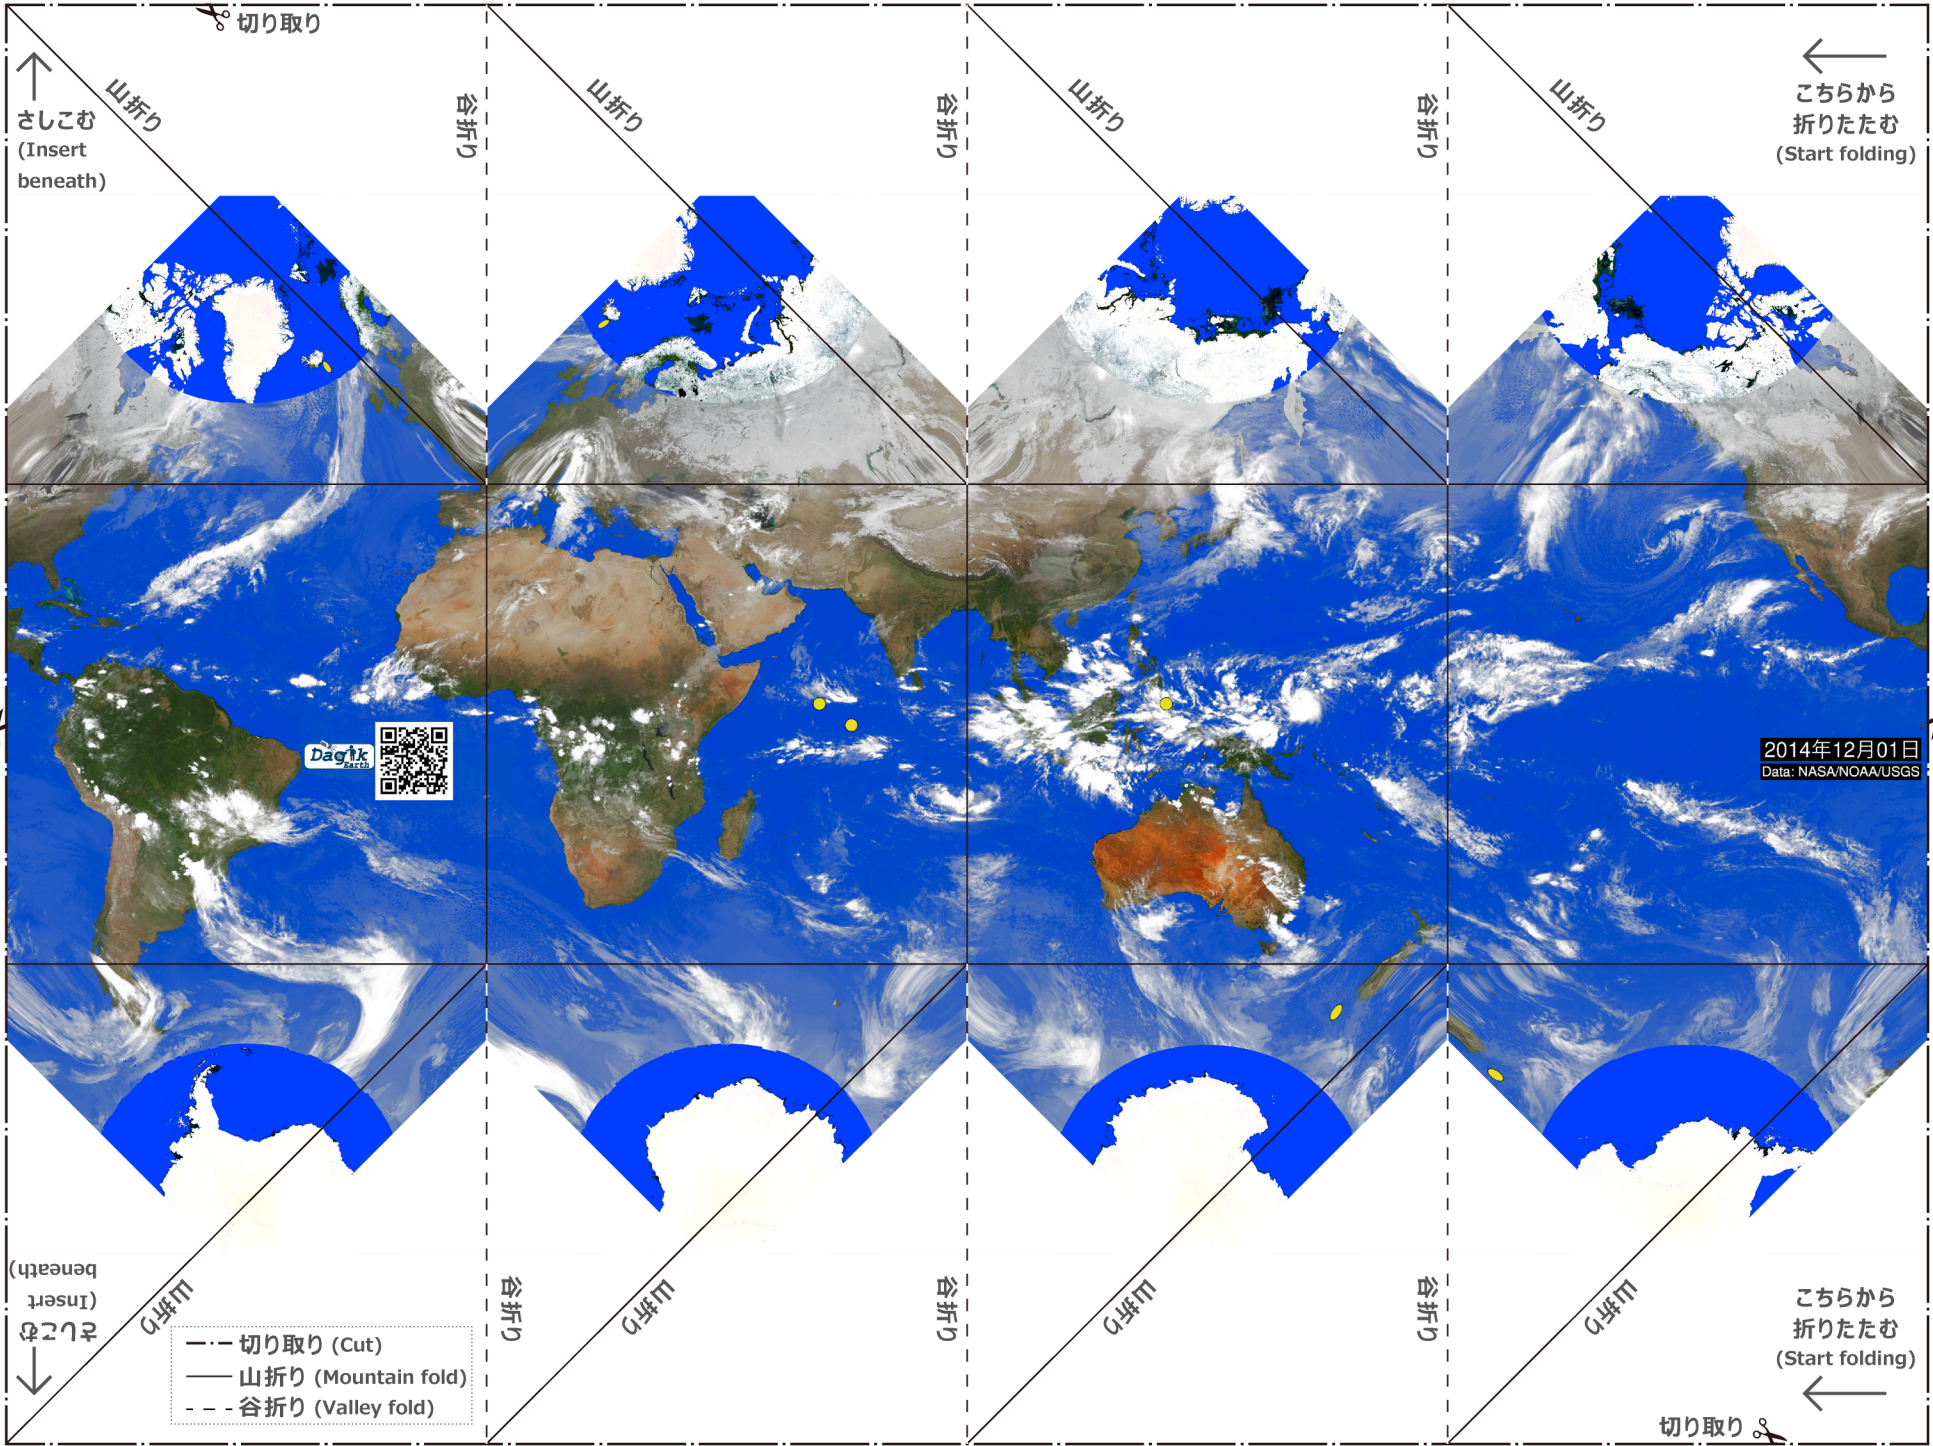 切り取り
山折り
谷折り
山折り
谷折り
山折り
谷折り
山折り
さしこむ
(Insert
beneath)
こちらから
折りたたむ
(Start folding)
Dagik
Earth
2014年12月01日
Data: NASA/NOAA/USGS
さしこむ
(Insert
beneath)
山折り
谷折り
山折り
谷折り
山折り
谷折り
山折り
こちらから
折りたたむ
(Start folding)
切り取り (Cut)
山折り (Mountain fold)
谷折り (Valley fold)
切り取り